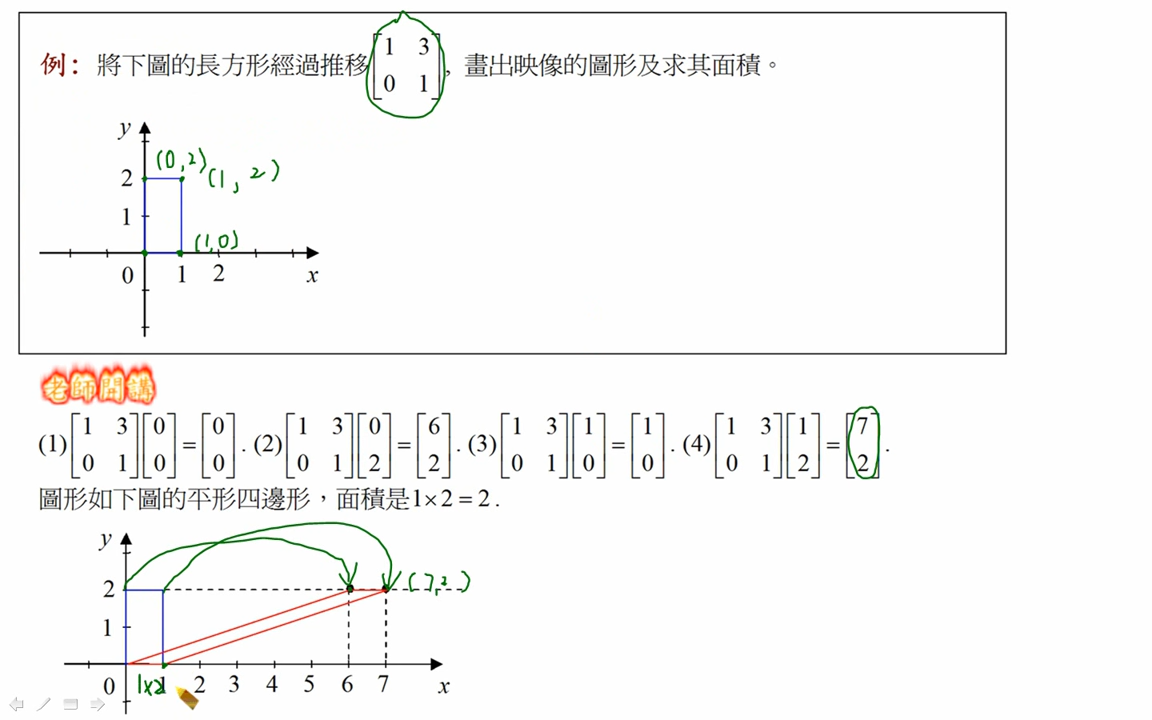 例: 將下圖的長方形經過推移[1 3; 0 1], 畫出映像的圖形及求其面積。
y
(0,2)
2 (1, 2)
1
(1,0)
0 1 2 x
老師開講
(1)[1 3; 0 1][0; 0]=[0; 0]. (2)[1 3; 0 1][0; 2]=[6; 2]. (3)[1 3; 0 1][1; 0]=[1; 0]. (4)[1 3; 0 1][1; 2]=[7; 2].
圖形如下圖的平形四邊形,面積是1×2=2.
y
2 (7,2)
1
0 1 2 3 4 5 6 7 x
1×2